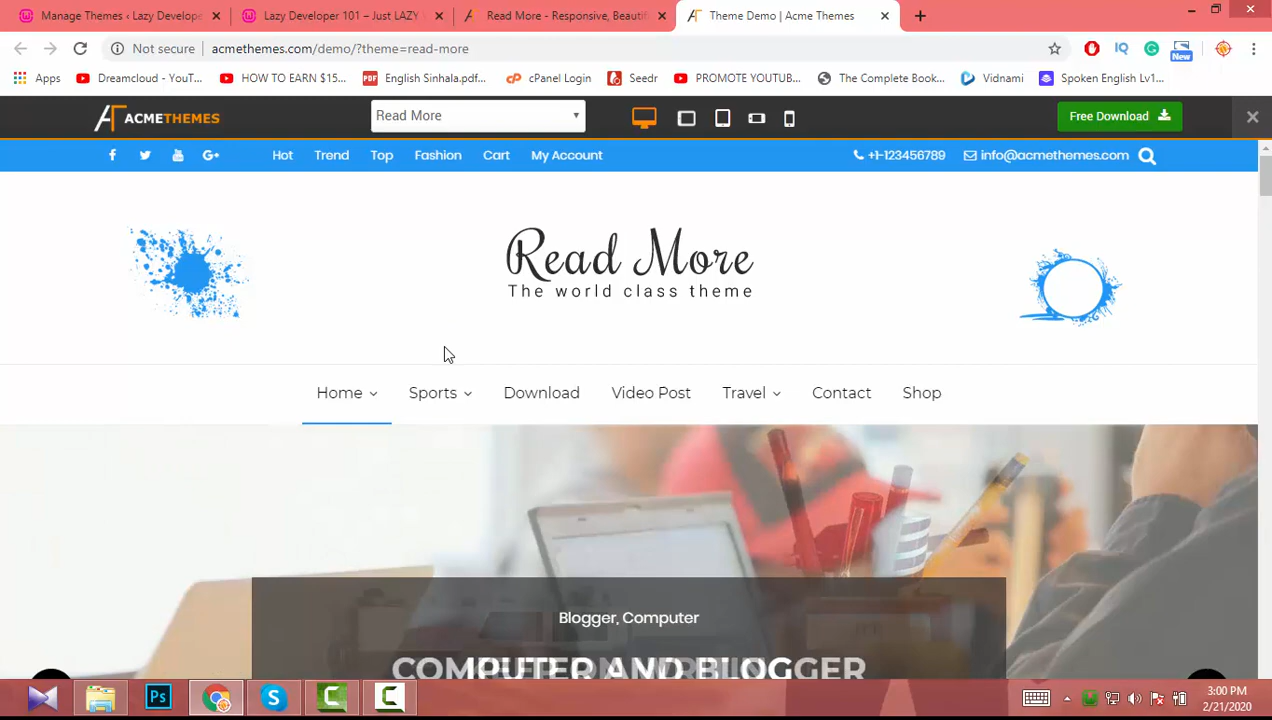 Manage Themes ‹ Lazy Develope
Lazy Developer 101 – Just LAZY
Read More - Responsive, Beautif
Theme Demo | Acme Themes
Not secure
acmethemes.com/demo/?theme=read-more
Apps
Dreamcloud - YouT...
HOW TO EARN $15...
English Sinhala.pdf...
cPanel Login
Seedr
PROMOTE YOUTUB...
The Complete Book...
Vidnami
Spoken English Lv1...
New
ACMETHEMES
Read More
Free Download
Hot Trend Top Fashion Cart My Account
+1-123456789
info@acmethemes.com
Read More
The world class theme
Home Sports Download Video Post Travel Contact Shop
Blogger, Computer
COMPUTER AND BLOGGER
3:00 PM
2/21/2020